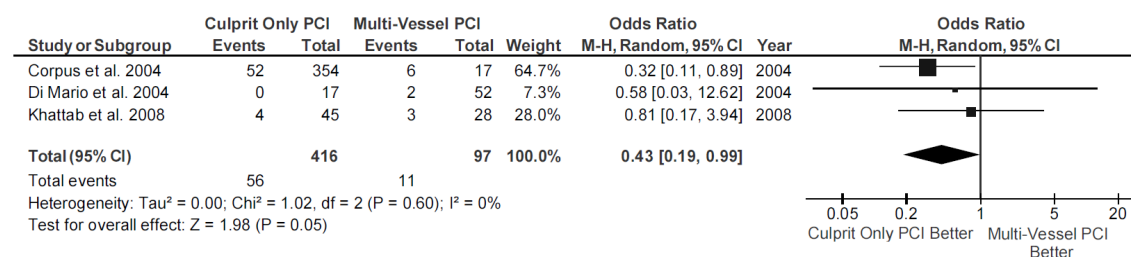 Culprit Only PCI Multi-Vessel PCI Odds Ratio Odds Ratio
Study or Subgroup Events Total Events Total Weight M-H, Random, 95% CI Year M-H, Random, 95% CI
Corpus et al. 2004 52 354 6 17 64.7% 0.32 [0.11, 0.89] 2004
Di Mario et al. 2004 0 17 2 52 7.3% 0.58 [0.03, 12.62] 2004
Khattab et al. 2008 4 45 3 28 28.0% 0.81 [0.17, 3.94] 2008
Total (95% CI) 416 97 100.0% 0.43 [0.19, 0.99]
Total events 56 11
Heterogeneity: Tau² = 0.00; Chi² = 1.02, df = 2 (P = 0.60); I² = 0%
Test for overall effect: Z = 1.98 (P = 0.05)
0.05 0.2 1 5 20
Culprit Only PCI Better Multi-Vessel PCI
Better